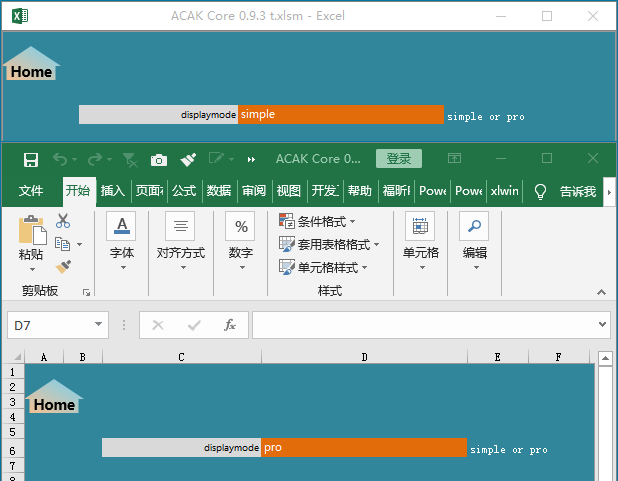 ACAK Core 0.9.3 t.xlsm - Excel
Home
displaymode simple simple or pro
ACAK Core 0... 登录
文件 开始 插入 页面 公式 数据 审阅 视图 开发 帮助 福昕 Powe Powe xlwin 告诉我
条件格式
套用表格格式
单元格样式
粘贴 字体 对齐方式 数字 单元格 编辑
剪贴板 样式
D7 fx
A B C D E F
1
2
3 Home
4
5
6 displaymode pro simple or pro
7
8